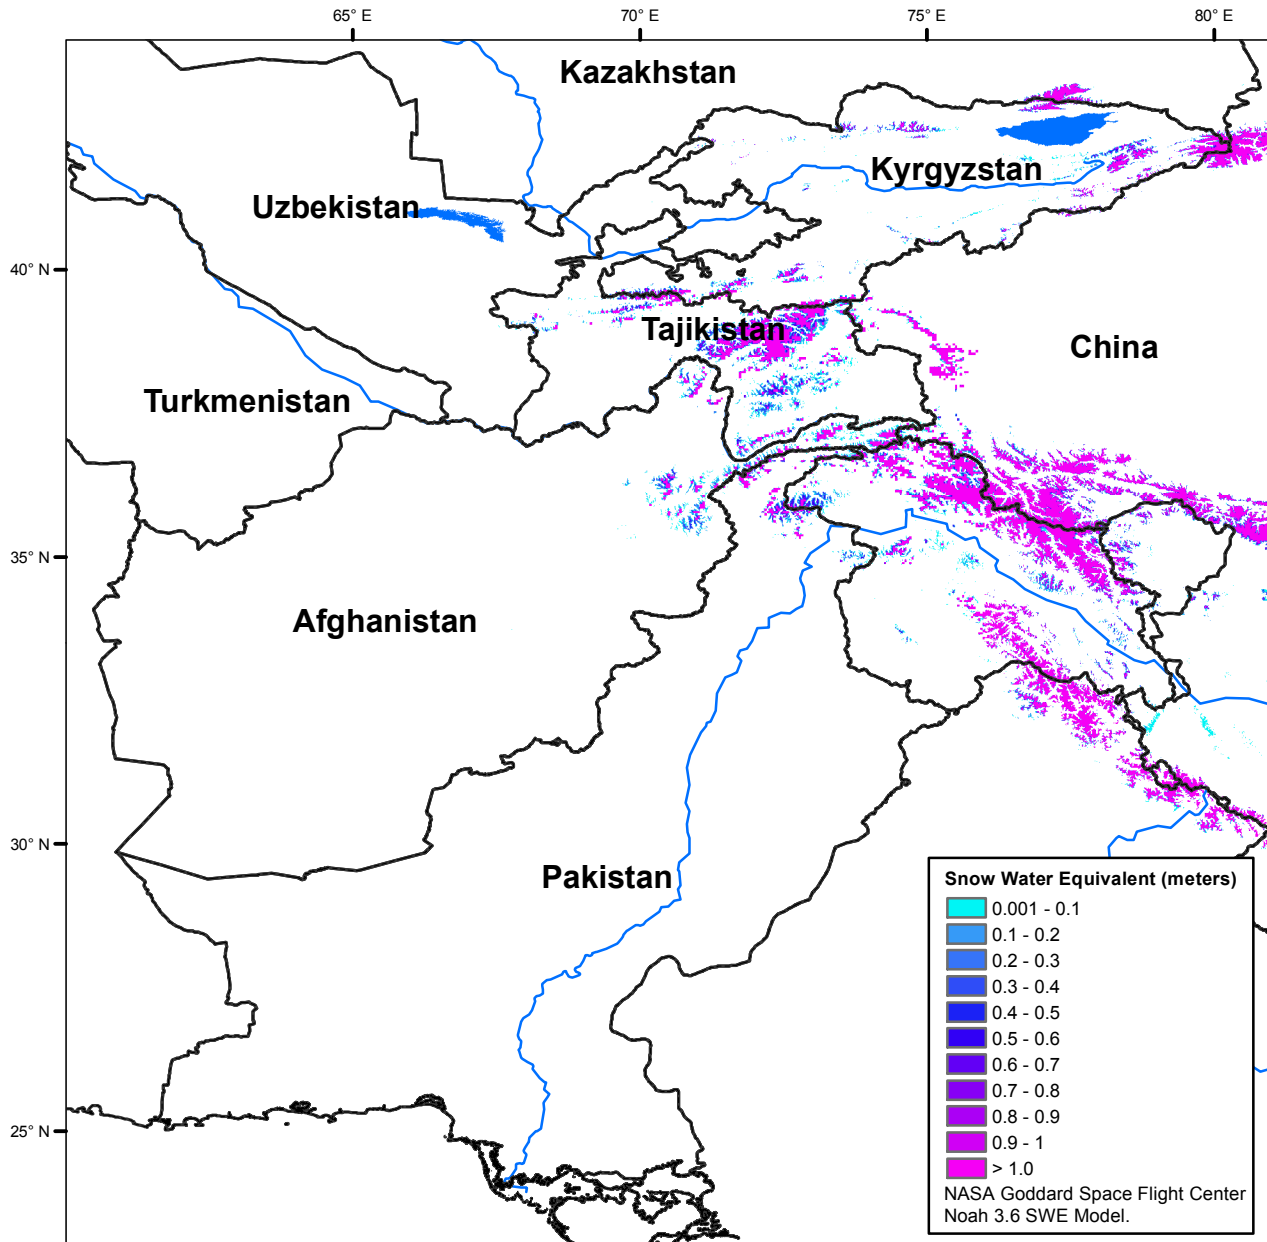 65° E
70° E
75° E
80° E
Kazakhstan
Kyrgyzstan
Uzbekistan
40° N
Tajikistan
China
Turkmenistan
35° N
Afghanistan
30° N
Pakistan
25° N
Snow Water Equivalent (meters)
0.001 - 0.1
0.1 - 0.2
0.2 - 0.3
0.3 - 0.4
0.4 - 0.5
0.5 - 0.6
0.6 - 0.7
0.7 - 0.8
0.8 - 0.9
0.9 - 1
> 1.0
NASA Goddard Space Flight Center
Noah 3.6 SWE Model.